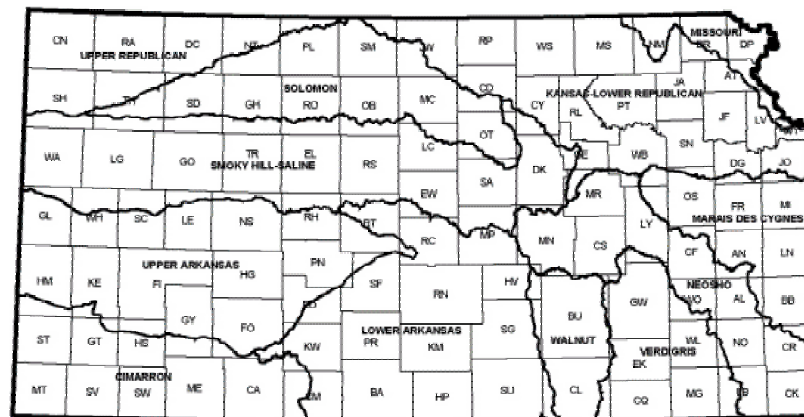 CN RA DC NT PL SM JW RP WS MS NM BR DP
MISSOURI
UPPER REPUBLICAN
SH TH SD GH RO OB MC CD CY RL PT JA AT
SOLOMON
KANSAS-LOWER REPUBLICAN
OT JF LV
WA LG GO TR EL RS LC SA DK GE WB SN DG JO
SMOKY HILL-SALINE
EW MR OS FR MI
GL WH SC LE NS RH BT RC MP MN CS LY
MARAIS DES CYGNES
CF AN LN
UPPER ARKANSAS
HM KE FI HG PN SF RN HV
NEOSHO
GY FO ED BU GW WO AL BB
ST GT HS KW PR KM SG WL NO CR
LOWER ARKANSAS
WALNUT
VERDIGRIS
EK
CIMARRON
MT SV SW ME CA CM BA HP SU CL CQ MG LB CK